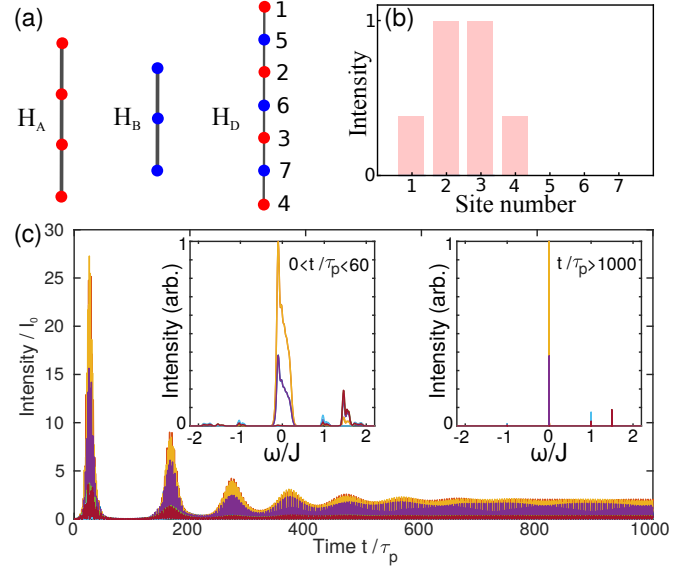 (a)
H_A
H_B
H_D
1
5
2
6
3
7
4
(b)
Intensity
1
0
1 2 3 4 5 6 7
Site number
(c)
Intensity / I_0
30
25
20
15
10
5
0
0 200 400 600 800 1000
Time t /τ_p
0<t /τ_p<60
Intensity (arb.)
1
0
-2 -1 0 1 2
ω/J
t/τ_p>1000
Intensity (arb.)
1
0
-2 -1 0 1 2
ω/J